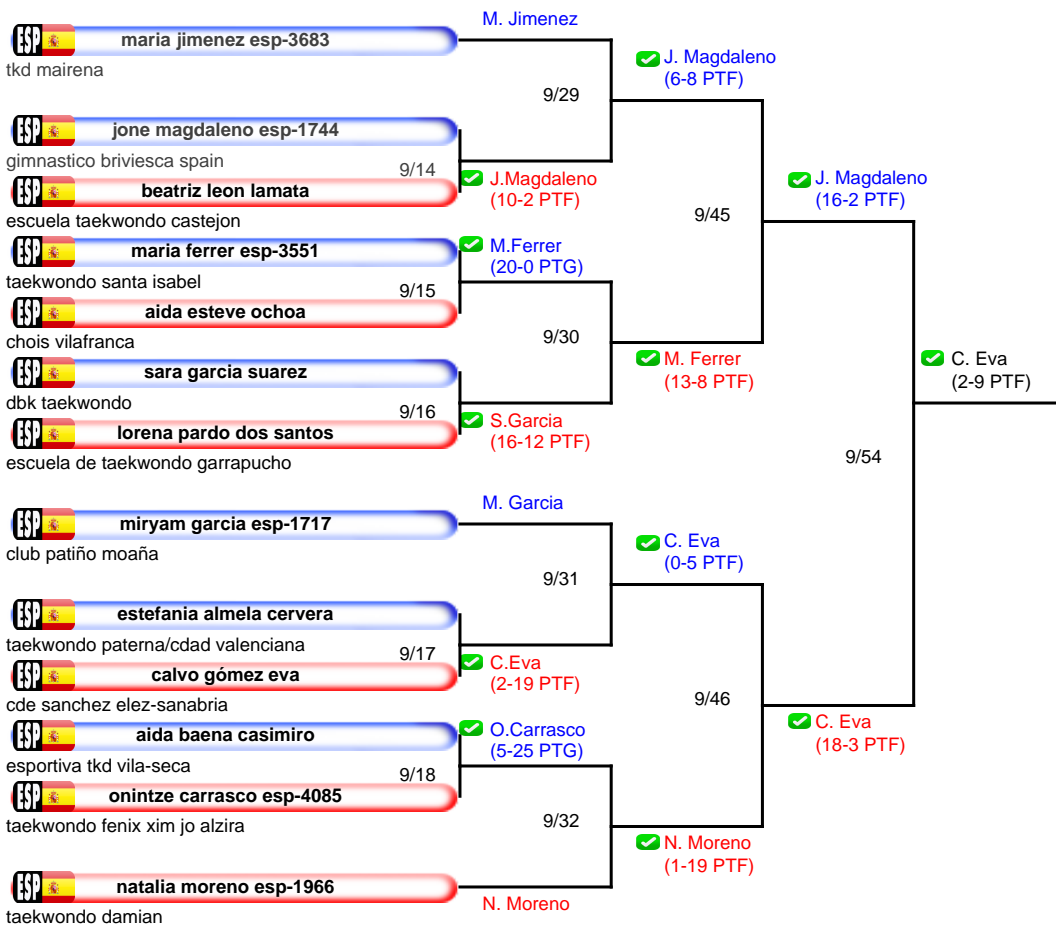 M. Jimenez
ESP maria jimenez esp-3683
tkd mairena
9/29
J. Magdaleno
(6-8 PTF)
ESP jone magdaleno esp-1744
gimnastico briviesca spain
9/14
ESP beatriz leon lamata
escuela taekwondo castejon
J.Magdaleno
(10-2 PTF)
9/45
J. Magdaleno
(16-2 PTF)
ESP maria ferrer esp-3551
taekwondo santa isabel
M.Ferrer
(20-0 PTG)
9/15
ESP aida esteve ochoa
chois vilafranca
9/30
M. Ferrer
(13-8 PTF)
ESP sara garcia suarez
dbk taekwondo
9/16
ESP lorena pardo dos santos
escuela de taekwondo garrapucho
S.Garcia
(16-12 PTF)
C. Eva
(2-9 PTF)
9/54
M. Garcia
ESP miryam garcia esp-1717
club patiño moaña
9/31
C. Eva
(0-5 PTF)
ESP estefania almela cervera
taekwondo paterna/cdad valenciana
9/17
ESP calvo gómez eva
cde sanchez elez-sanabria
C.Eva
(2-19 PTF)
9/46
C. Eva
(18-3 PTF)
ESP aida baena casimiro
esportiva tkd vila-seca
O.Carrasco
(5-25 PTG)
9/18
ESP onintze carrasco esp-4085
taekwondo fenix xim jo alzira
9/32
N. Moreno
(1-19 PTF)
ESP natalia moreno esp-1966
taekwondo damian
N. Moreno